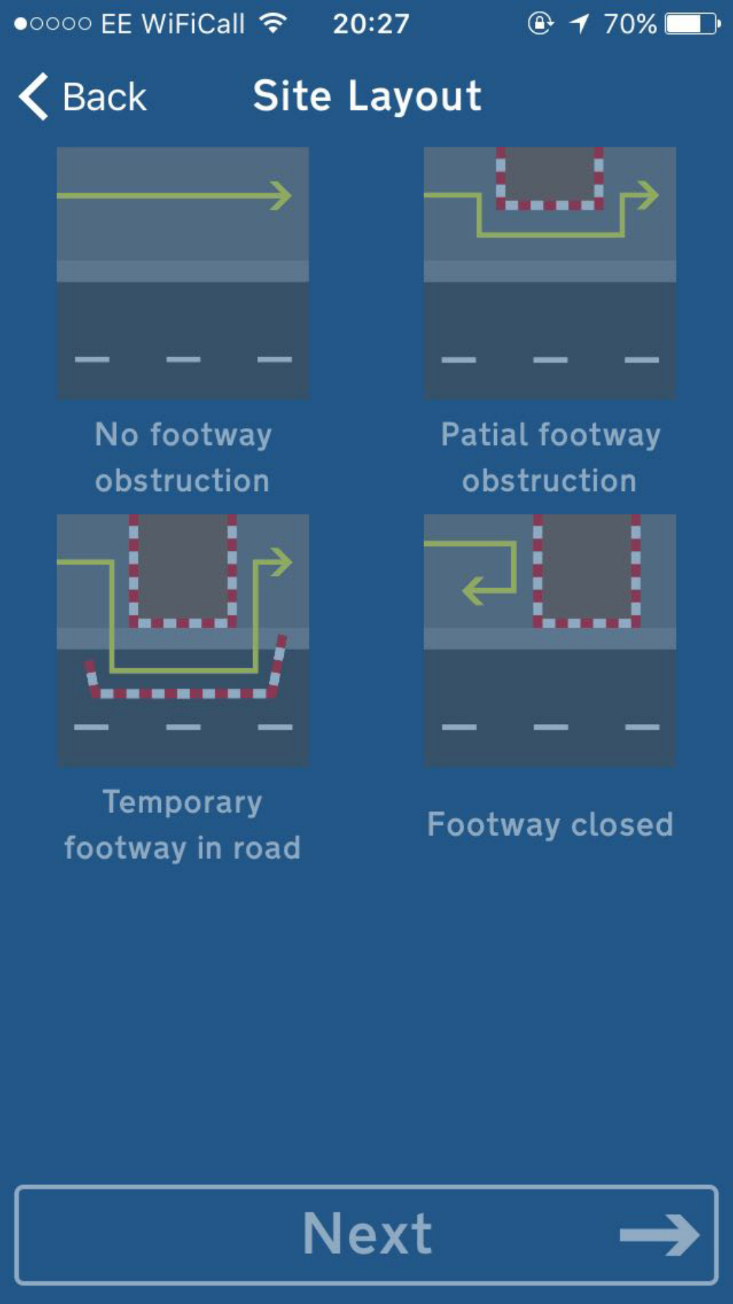 EE WiFiCall 20:27 70%
Back Site Layout
No footway
obstruction
Patial footway
obstruction
Temporary
footway in road
Footway closed
Next